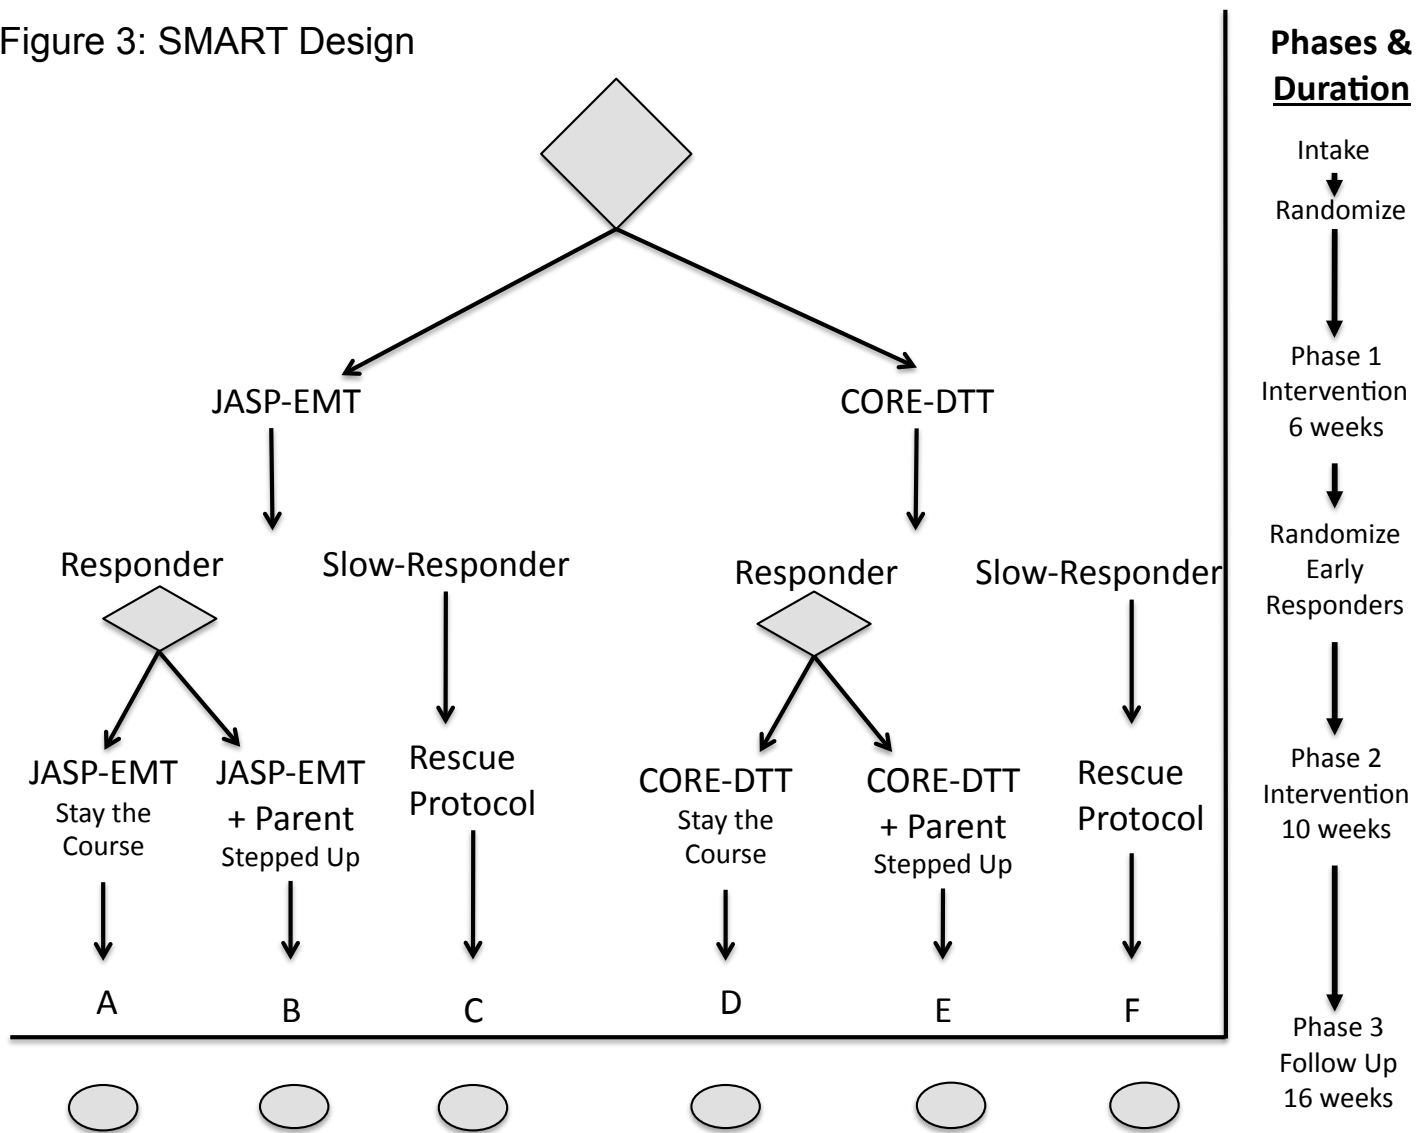 Figure 3: SMART Design
Phases &
Duration
Intake
Randomize
Phase 1
Intervention
6 weeks
Randomize
Early
Responders
Phase 2
Intervention
10 weeks
Phase 3
Follow Up
16 weeks
JASP-EMT
CORE-DTT
Responder
Slow-Responder
Responder
Slow-Responder
JASP-EMT
Stay the
Course
JASP-EMT
+ Parent
Stepped Up
Rescue
Protocol
CORE-DTT
Stay the
Course
CORE-DTT
+ Parent
Stepped Up
Rescue
Protocol
A
B
C
D
E
F